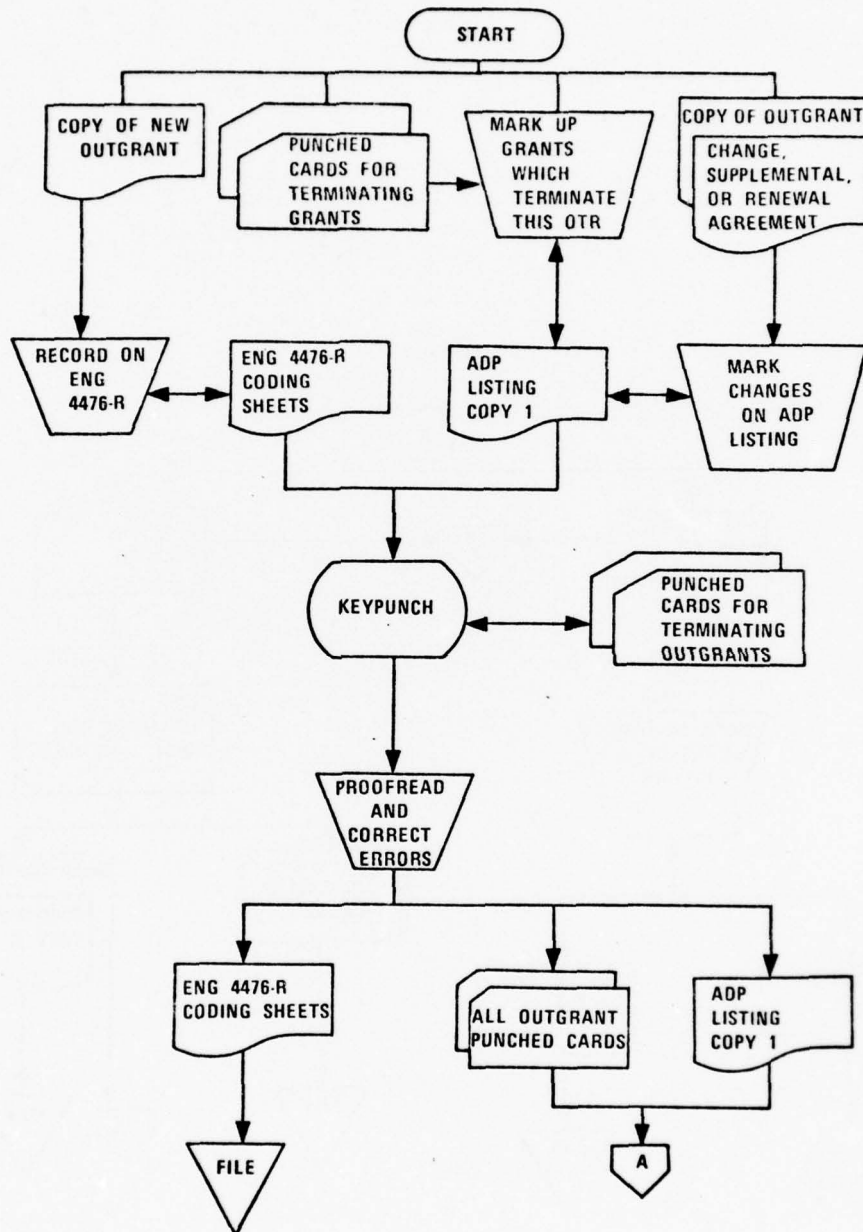 START
COPY OF NEW
OUTGRANT
PUNCHED
CARDS FOR
TERMINATING
GRANTS
MARK UP
GRANTS
WHICH
TERMINATE
THIS OTR
COPY OF OUTGRANT
CHANGE,
SUPPLEMENTAL,
OR RENEWAL
AGREEMENT
RECORD ON
ENG
4476-R
ENG 4476-R
CODING
SHEETS
ADP
LISTING
COPY 1
MARK
CHANGES
ON ADP
LISTING
KEYPUNCH
PUNCHED
CARDS FOR
TERMINATING
OUTGRANTS
PROOFREAD
AND
CORRECT
ERRORS
ENG 4476-R
CODING SHEETS
ALL OUTGRANT
PUNCHED CARDS
ADP
LISTING
COPY 1
FILE
A